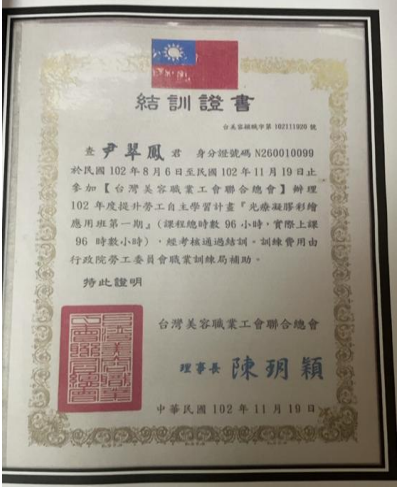 結訓證書
台美容聯職字第 102111920 號
查 尹翠鳳 君 身分證號碼 N260010099
於民國 102 年 8 月 6 日至民國 102 年 11 月 19 日止
參加【台灣美容職業工會聯合總會】辦理
102 年度提升勞工自主學習計畫『光療凝膠彩繪
應用班第一期』(課程總時數 96 小時，實際上課
96 時數小時)，經考核通過結訓，訓練費用由
行政院勞工委員會職業訓練局補助。
持此證明
台灣美容職業工會聯合總會
理事長 陳玥穎
中華民國 102 年 11 月 19 日